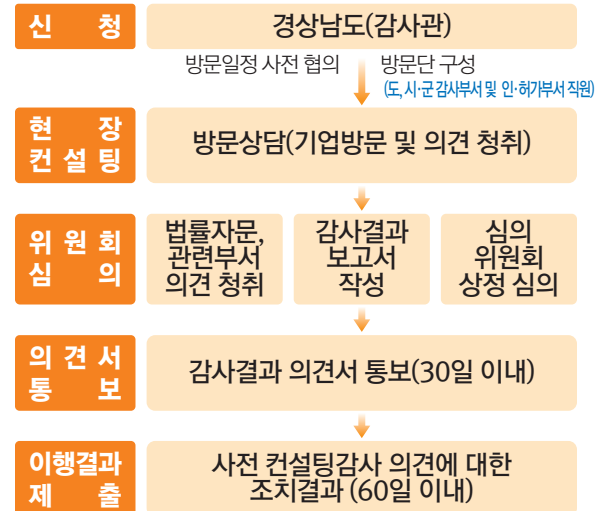 신 청
경상남도(감사관)
방문일정 사전 협의
방문단 구성
(도, 시·군 감사부서 및 인·허가부서 직원)
현 장
컨 설 팅
방문상담(기업방문 및 의견 청취)
위 원 회
심 의
법률자문,
관련부서
의견 청취
감사결과
보고서
작성
심의
위원회
상정 심의
의 견 서
통 보
감사결과 의견서 통보(30일 이내)
이행결과
제 출
사전 컨설팅감사 의견에 대한
조치결과 (60일 이내)